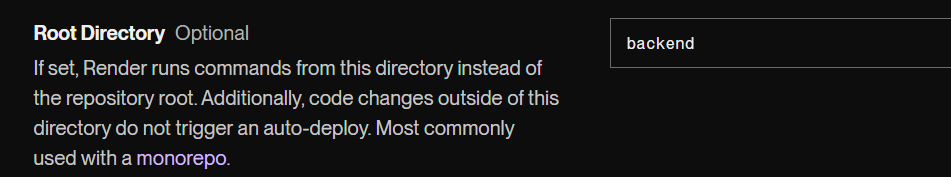 Root Directory Optional
backend
If set, Render runs commands from this directory instead of
the repository root. Additionally, code changes outside of this
directory do not trigger an auto-deploy. Most commonly
used with a monorepo.